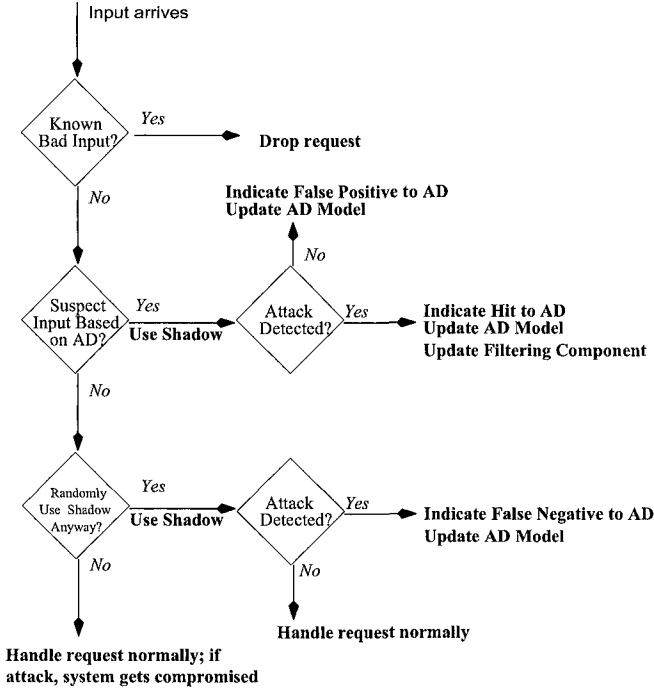 Input arrives
Known
Bad Input?
Yes
Drop request
No
Indicate False Positive to AD
Update AD Model
No
Suspect
Input Based
on AD?
Yes
Use Shadow
Attack
Detected?
Yes
Indicate Hit to AD
Update AD Model
Update Filtering Component
No
Randomly
Use Shadow
Anyway?
Yes
Use Shadow
Attack
Detected?
Yes
Indicate False Negative to AD
Update AD Model
No
No
Handle request normally
Handle request normally; if
attack, system gets compromised